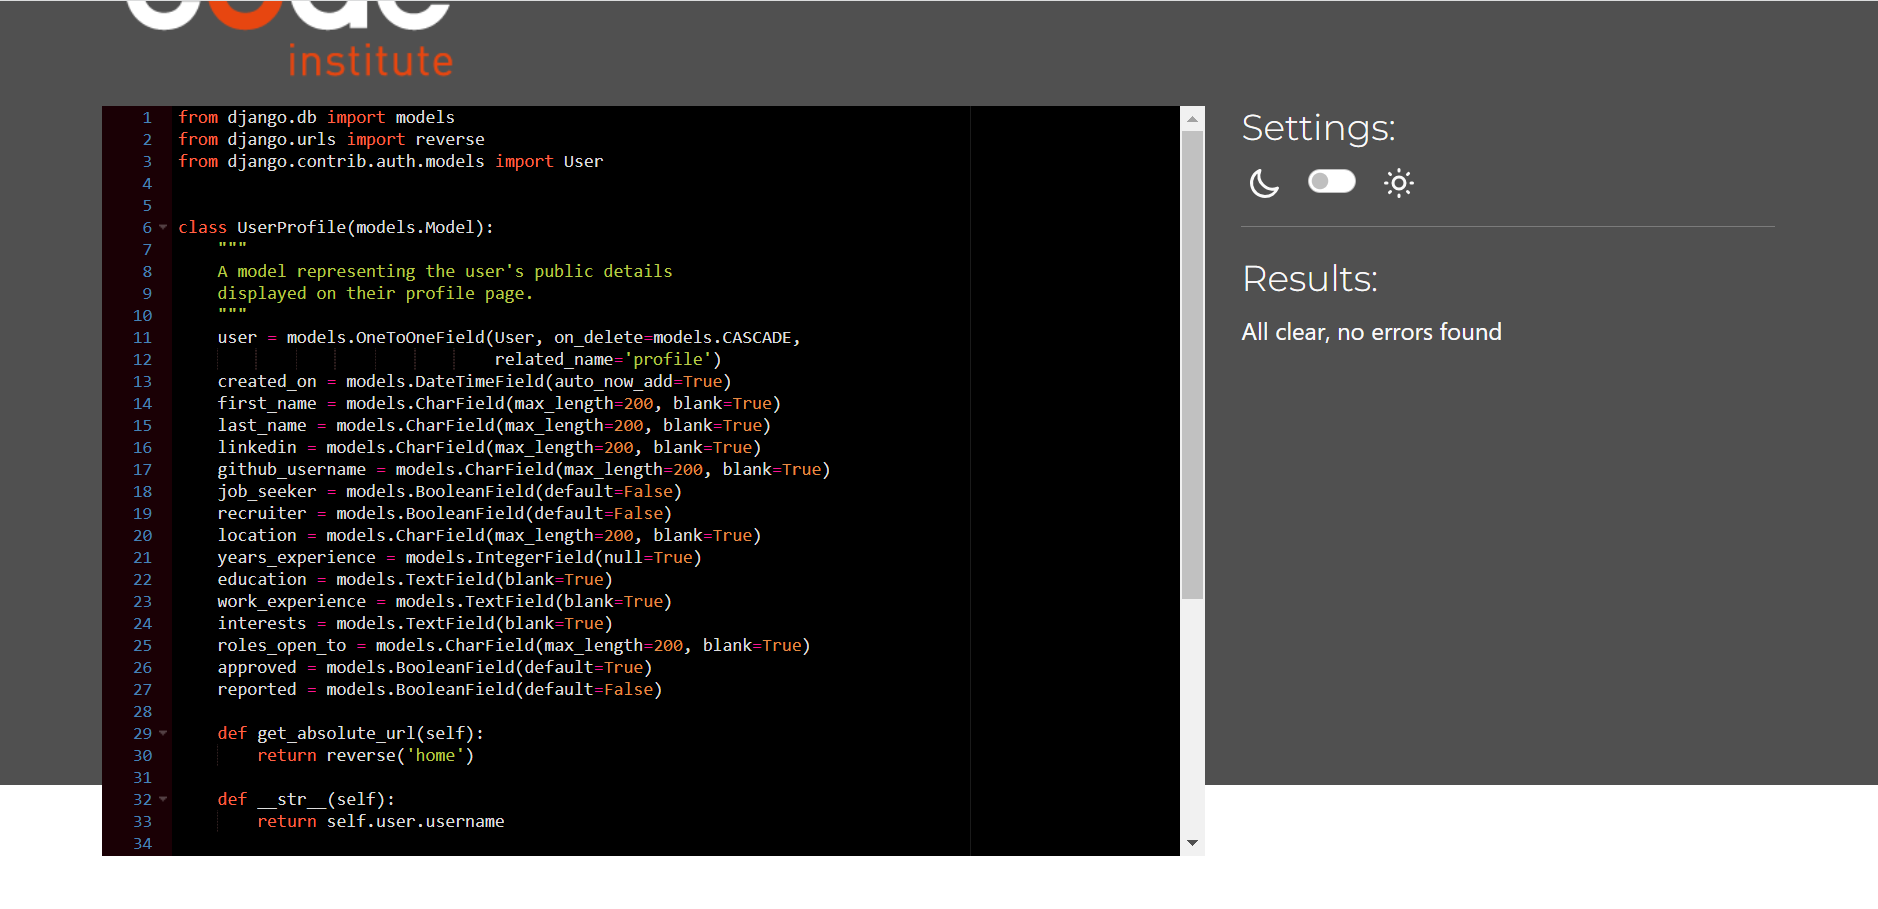 institute
1 from django.db import models
2 from django.urls import reverse
3 from django.contrib.auth.models import User
4
5
6 class UserProfile(models.Model):
7     """
8     A model representing the user's public details
9     displayed on their profile page.
10     """
11     user = models.OneToOneField(User, on_delete=models.CASCADE,
12                                 related_name='profile')
13     created_on = models.DateTimeField(auto_now_add=True)
14     first_name = models.CharField(max_length=200, blank=True)
15     last_name = models.CharField(max_length=200, blank=True)
16     linkedin = models.CharField(max_length=200, blank=True)
17     github_username = models.CharField(max_length=200, blank=True)
18     job_seeker = models.BooleanField(default=False)
19     recruiter = models.BooleanField(default=False)
20     location = models.CharField(max_length=200, blank=True)
21     years_experience = models.IntegerField(null=True)
22     education = models.TextField(blank=True)
23     work_experience = models.TextField(blank=True)
24     interests = models.TextField(blank=True)
25     roles_open_to = models.CharField(max_length=200, blank=True)
26     approved = models.BooleanField(default=True)
27     reported = models.BooleanField(default=False)
28
29     def get_absolute_url(self):
30         return reverse('home')
31
32     def __str__(self):
33         return self.user.username
34
Settings:
Results:
All clear, no errors found